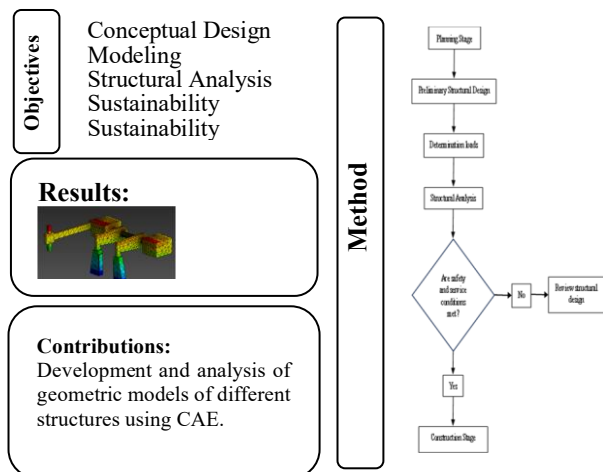 Objectives
Conceptual Design
Modeling
Structural Analysis
Sustainability
Sustainability
Results:
Contributions:
Development and analysis of
geometric models of different
structures using CAE.
Method
Planning Stage
Preliminary Structural Design
Determination loads
Structural Analysis
Are safety
and service
conditions
met?
No
Review structural
design
Yes
Construction Stage